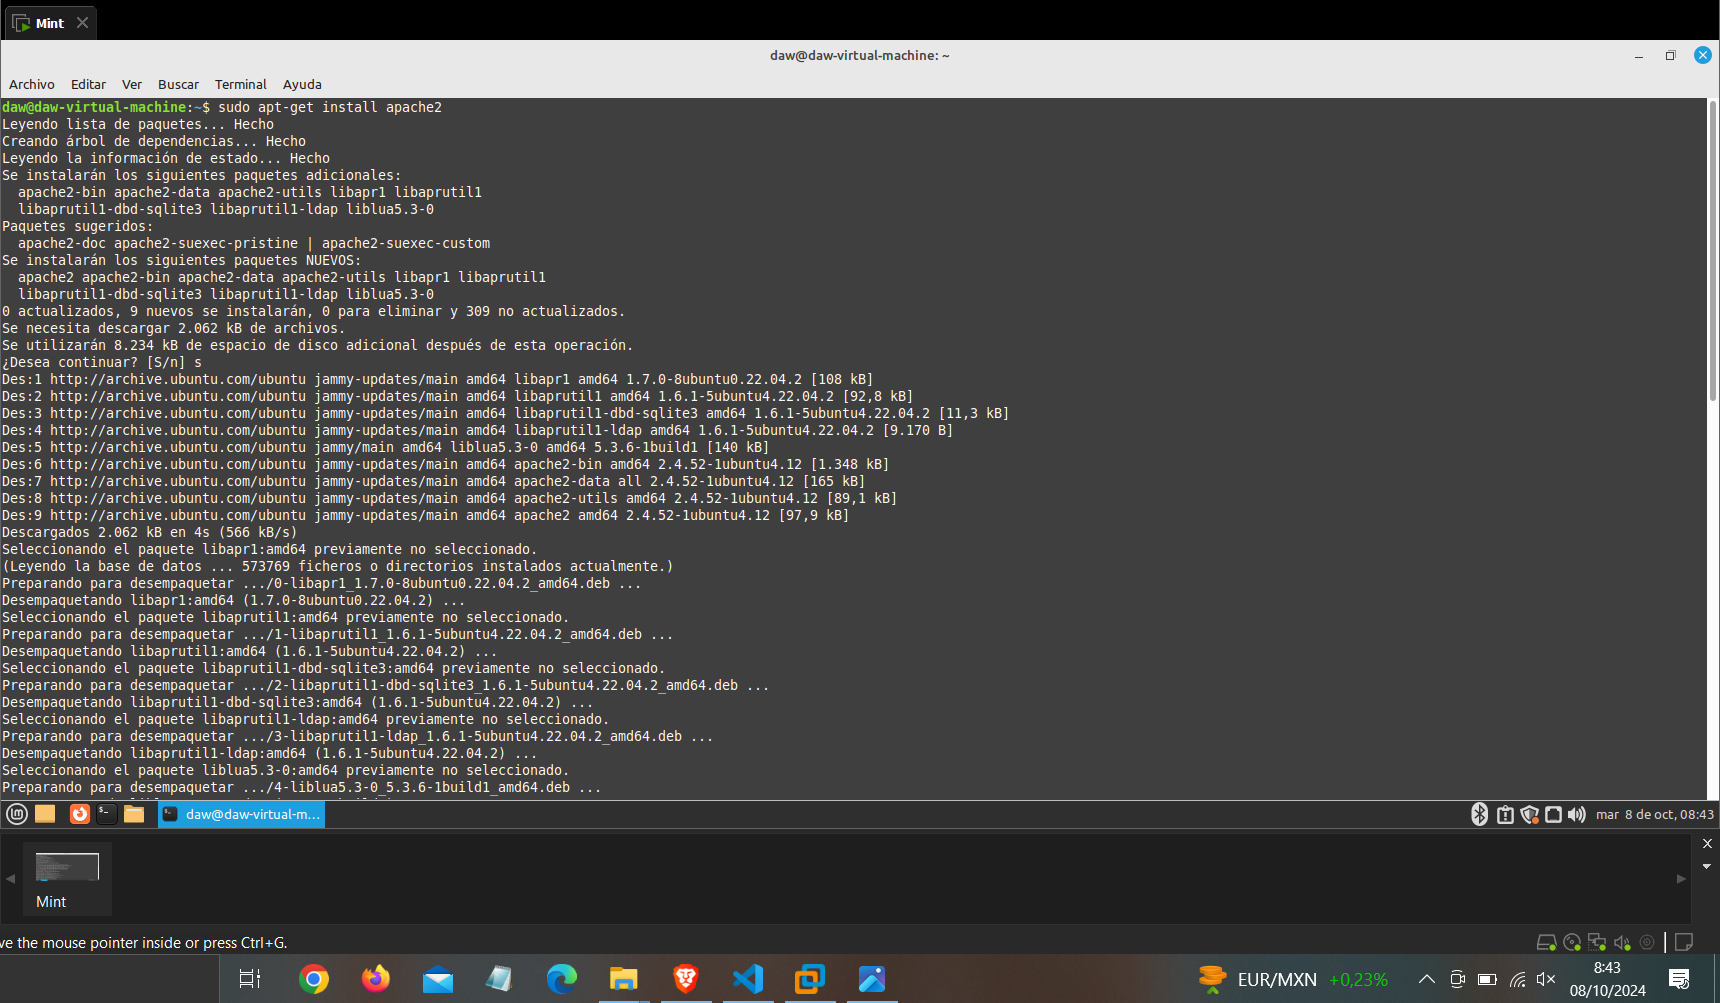 Mint
daw@daw-virtual-machine: ~
Archivo Editar Ver Buscar Terminal Ayuda
daw@daw-virtual-machine:~$ sudo apt-get install apache2
Leyendo lista de paquetes... Hecho
Creando árbol de dependencias... Hecho
Leyendo la información de estado... Hecho
Se instalarán los siguientes paquetes adicionales:
  apache2-bin apache2-data apache2-utils libapr1 libaprutil1
  libaprutil1-dbd-sqlite3 libaprutil1-ldap liblua5.3-0
Paquetes sugeridos:
  apache2-doc apache2-suexec-pristine | apache2-suexec-custom
Se instalarán los siguientes paquetes NUEVOS:
  apache2 apache2-bin apache2-data apache2-utils libapr1 libaprutil1
  libaprutil1-dbd-sqlite3 libaprutil1-ldap liblua5.3-0
0 actualizados, 9 nuevos se instalarán, 0 para eliminar y 309 no actualizados.
Se necesita descargar 2.062 kB de archivos.
Se utilizarán 8.234 kB de espacio de disco adicional después de esta operación.
¿Desea continuar? [S/n] s
Des:1 http://archive.ubuntu.com/ubuntu jammy-updates/main amd64 libapr1 amd64 1.7.0-8ubuntu0.22.04.2 [108 kB]
Des:2 http://archive.ubuntu.com/ubuntu jammy-updates/main amd64 libaprutil1 amd64 1.6.1-5ubuntu4.22.04.2 [92,8 kB]
Des:3 http://archive.ubuntu.com/ubuntu jammy-updates/main amd64 libaprutil1-dbd-sqlite3 amd64 1.6.1-5ubuntu4.22.04.2 [11,3 kB]
Des:4 http://archive.ubuntu.com/ubuntu jammy-updates/main amd64 libaprutil1-ldap amd64 1.6.1-5ubuntu4.22.04.2 [9.170 B]
Des:5 http://archive.ubuntu.com/ubuntu jammy/main amd64 liblua5.3-0 amd64 5.3.6-1build1 [140 kB]
Des:6 http://archive.ubuntu.com/ubuntu jammy-updates/main amd64 apache2-bin amd64 2.4.52-1ubuntu4.12 [1.348 kB]
Des:7 http://archive.ubuntu.com/ubuntu jammy-updates/main amd64 apache2-data all 2.4.52-1ubuntu4.12 [165 kB]
Des:8 http://archive.ubuntu.com/ubuntu jammy-updates/main amd64 apache2-utils amd64 2.4.52-1ubuntu4.12 [89,1 kB]
Des:9 http://archive.ubuntu.com/ubuntu jammy-updates/main amd64 apache2 amd64 2.4.52-1ubuntu4.12 [97,9 kB]
Descargados 2.062 kB en 4s (566 kB/s)
Seleccionando el paquete libapr1:amd64 previamente no seleccionado.
(Leyendo la base de datos ... 573769 ficheros o directorios instalados actualmente.)
Preparando para desempaquetar .../0-libapr1_1.7.0-8ubuntu0.22.04.2_amd64.deb ...
Desempaquetando libapr1:amd64 (1.7.0-8ubuntu0.22.04.2) ...
Seleccionando el paquete libaprutil1:amd64 previamente no seleccionado.
Preparando para desempaquetar .../1-libaprutil1_1.6.1-5ubuntu4.22.04.2_amd64.deb ...
Desempaquetando libaprutil1:amd64 (1.6.1-5ubuntu4.22.04.2) ...
Seleccionando el paquete libaprutil1-dbd-sqlite3:amd64 previamente no seleccionado.
Preparando para desempaquetar .../2-libaprutil1-dbd-sqlite3_1.6.1-5ubuntu4.22.04.2_amd64.deb ...
Desempaquetando libaprutil1-dbd-sqlite3:amd64 (1.6.1-5ubuntu4.22.04.2) ...
Seleccionando el paquete libaprutil1-ldap:amd64 previamente no seleccionado.
Preparando para desempaquetar .../3-libaprutil1-ldap_1.6.1-5ubuntu4.22.04.2_amd64.deb ...
Desempaquetando libaprutil1-ldap:amd64 (1.6.1-5ubuntu4.22.04.2) ...
Seleccionando el paquete liblua5.3-0:amd64 previamente no seleccionado.
Preparando para desempaquetar .../4-liblua5.3-0_5.3.6-1build1_amd64.deb ...
daw@daw-virtual-m...
mar 8 de oct, 08:43
Mint
ve the mouse pointer inside or press Ctrl+G.
EUR/MXN +0,23%
8:43
08/10/2024